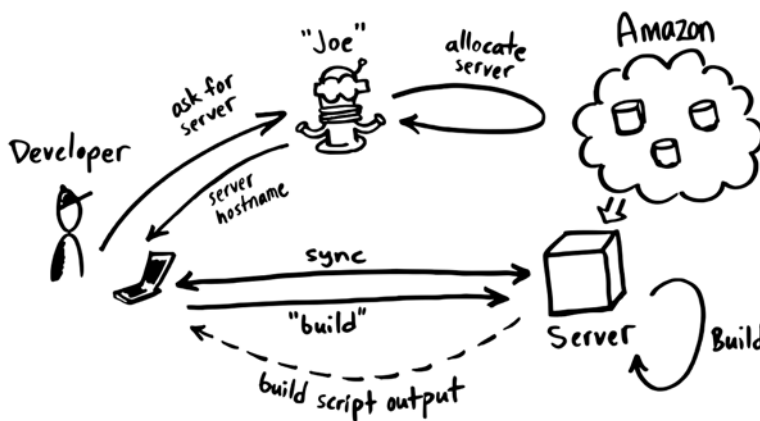 "Joe"
allocate
server
Amazon
ask for
server
Developer
server
hostname
sync
"build"
Server
Build
build script output